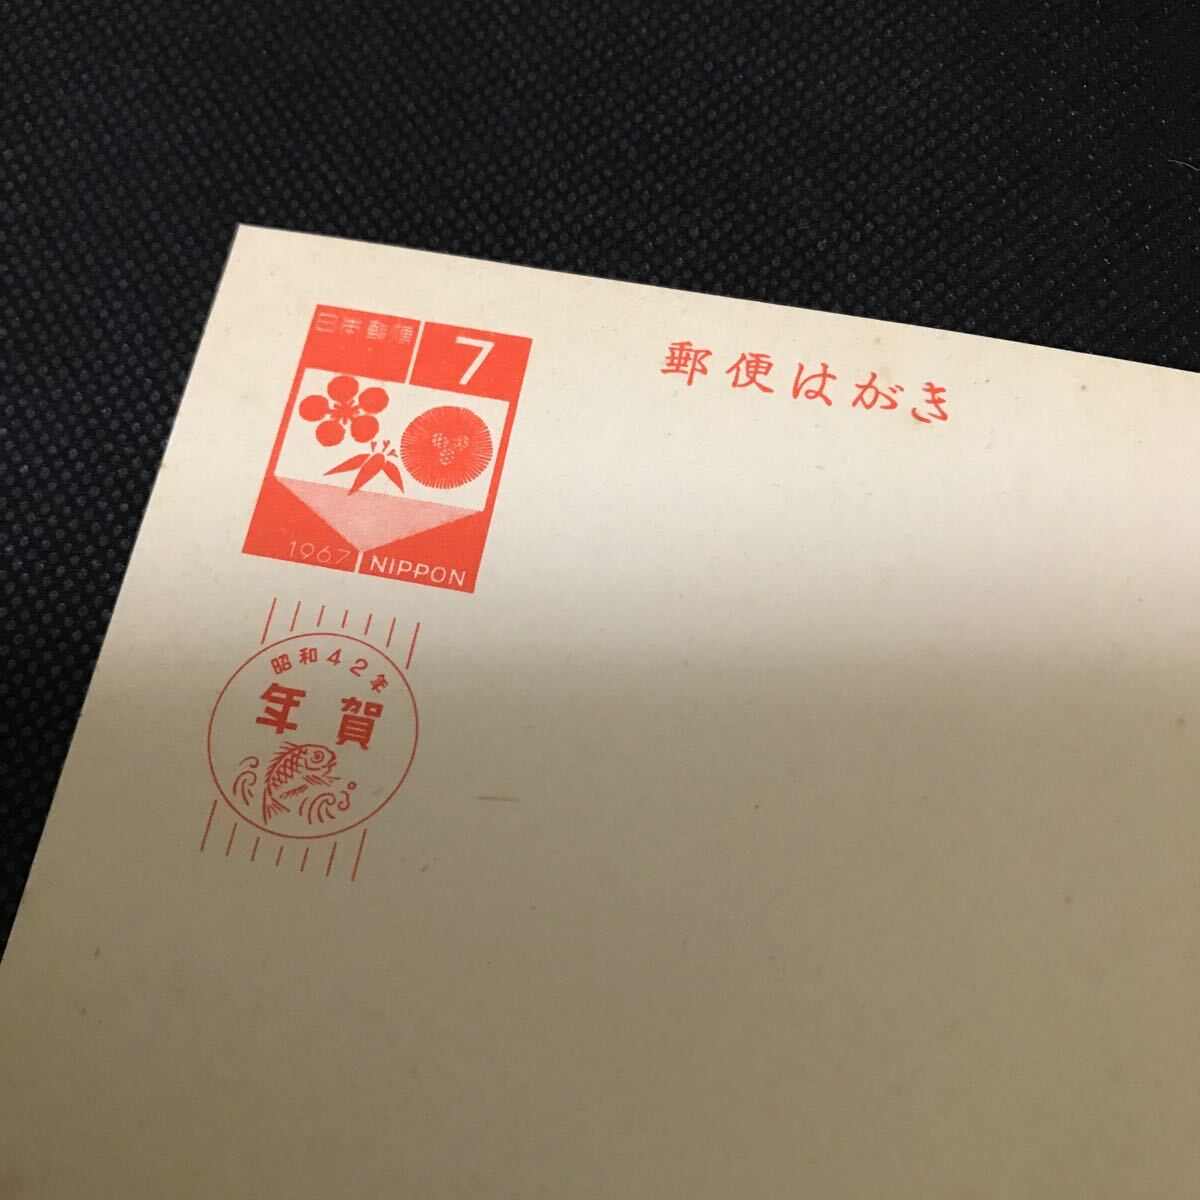 日本郵便
7
郵便はがき
1967
NIPPON
昭和42年
年賀